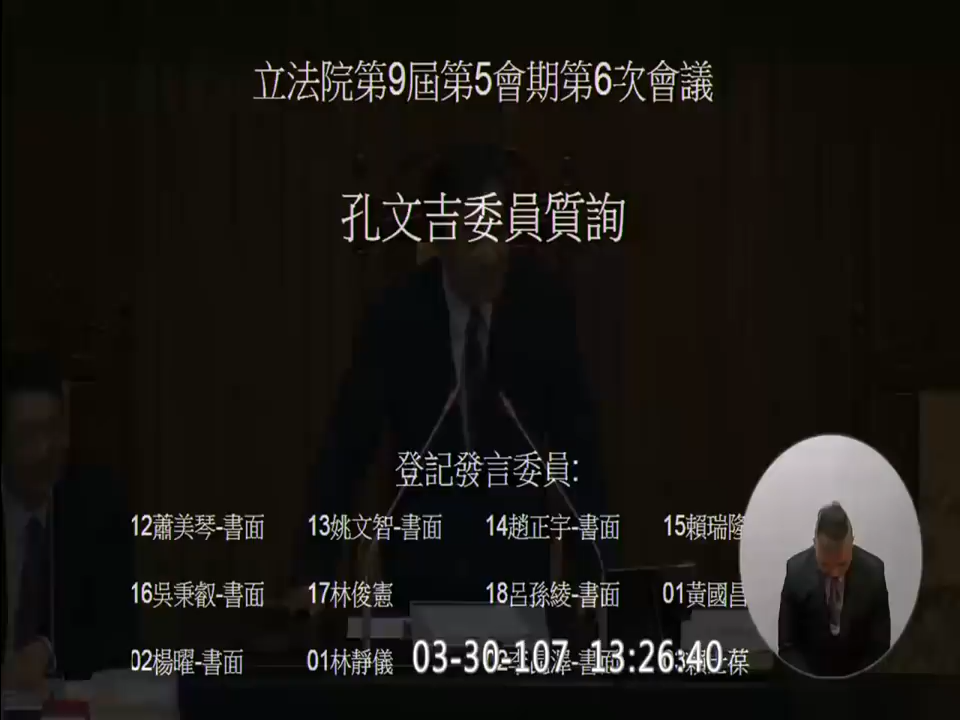 立法院第9屆第5會期第6次會議
孔文吉委員質詢
登記發言委員:
12蕭美琴-書面 13姚文智-書面 14趙正宇-書面 15賴瑞隆
16吳秉叡-書面 17林俊憲 18呂孫綾-書面 01黃國昌
02楊曜-書面 01林靜儀
03-30-107 13:26:40